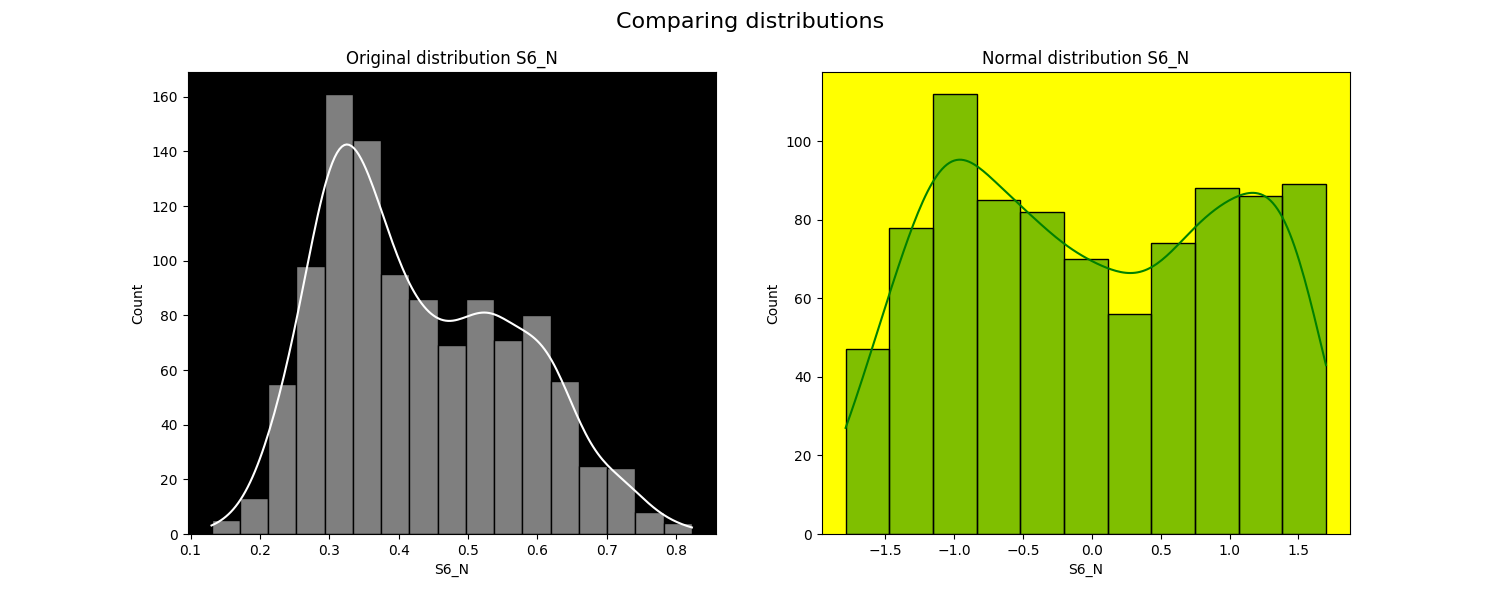 Comparing distributions
Original distribution S6_N
160
140
120
100
80
60
40
20
0
Count
0.1 0.2 0.3 0.4 0.5 0.6 0.7 0.8
S6_N
Normal distribution S6_N
100
80
60
40
20
0
Count
−1.5 −1.0 −0.5 0.0 0.5 1.0 1.5
S6_N